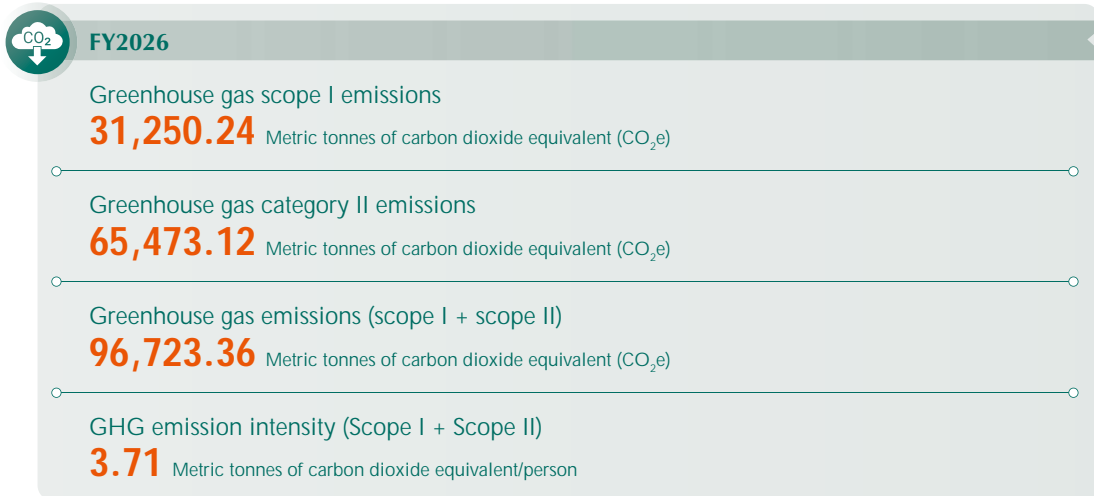 CO₂
FY2026
Greenhouse gas scope I emissions
31,250.24 Metric tonnes of carbon dioxide equivalent (CO₂e)
Greenhouse gas category II emissions
65,473.12 Metric tonnes of carbon dioxide equivalent (CO₂e)
Greenhouse gas emissions (scope I + scope II)
96,723.36 Metric tonnes of carbon dioxide equivalent (CO₂e)
GHG emission intensity (Scope I + Scope II)
3.71 Metric tonnes of carbon dioxide equivalent/person